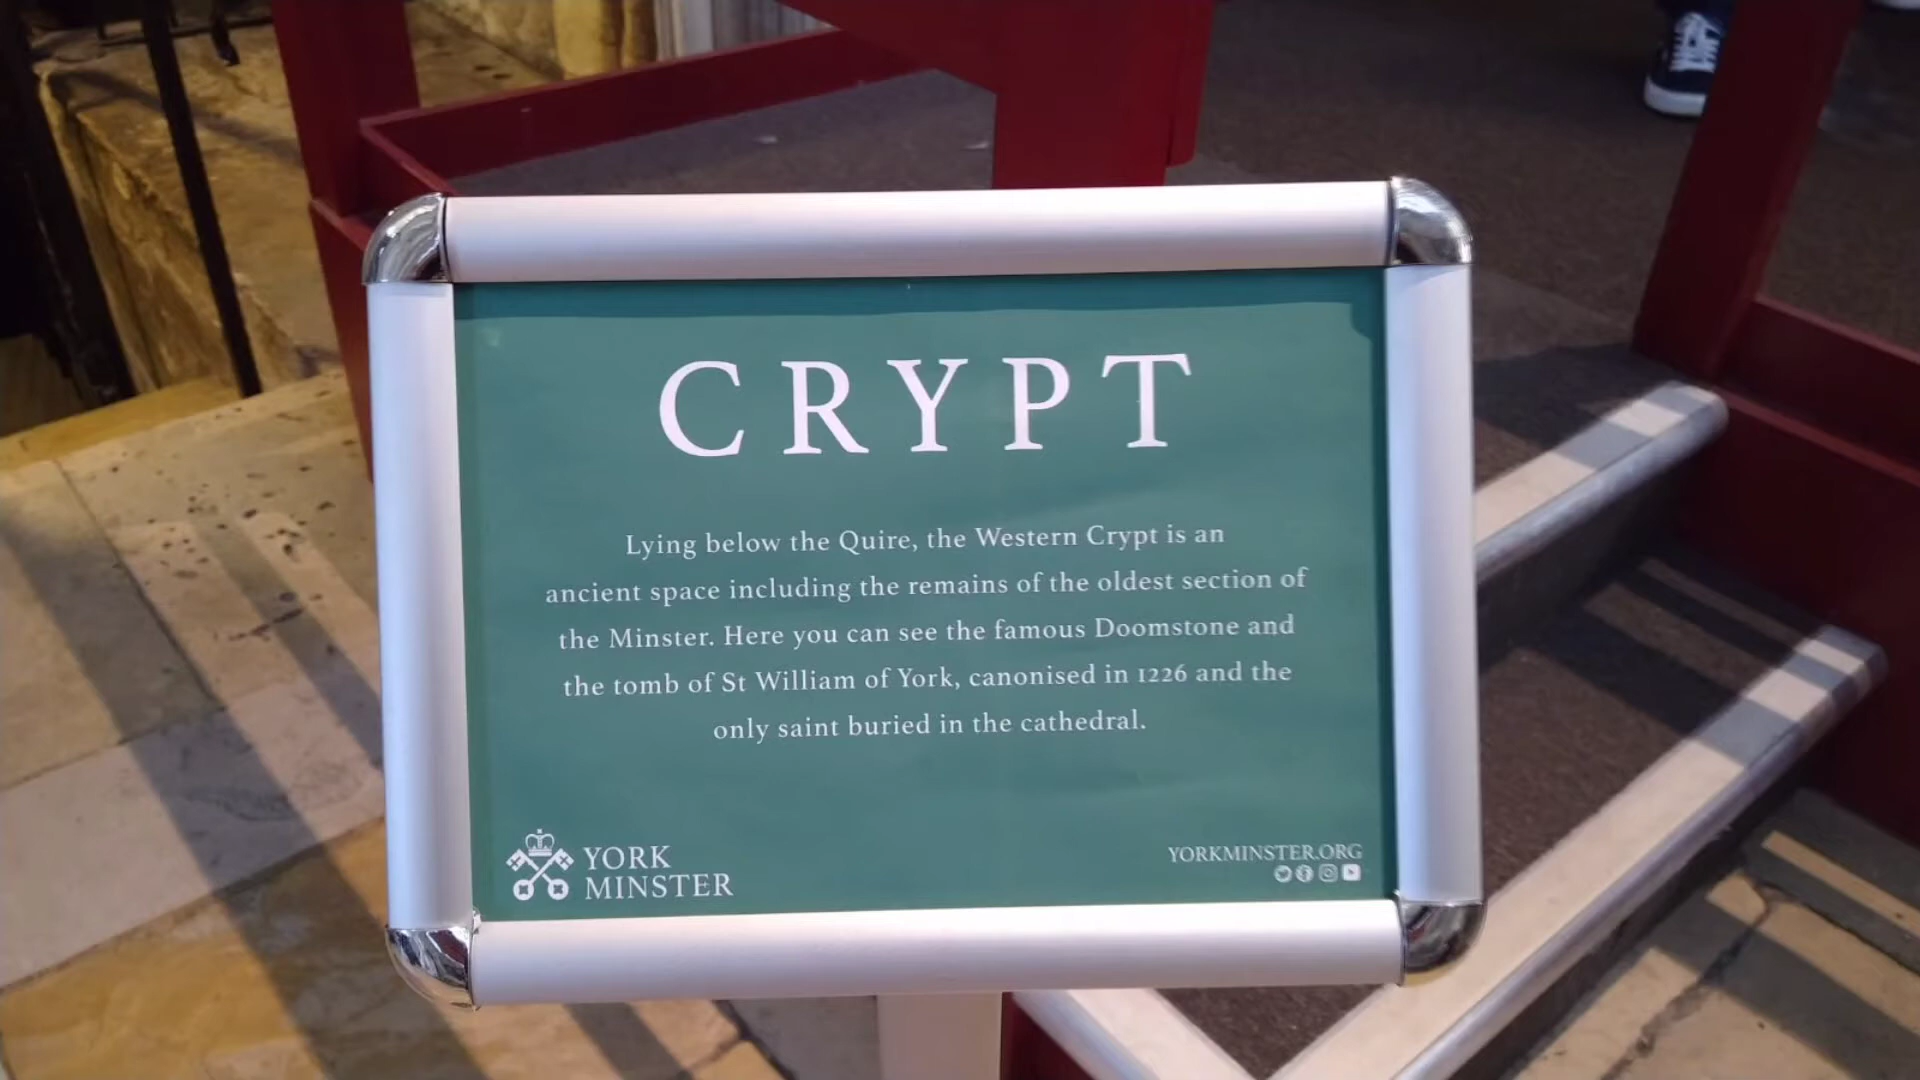 CRYPT
Lying below the Quire, the Western Crypt is an
ancient space including the remains of the oldest section of
the Minster. Here you can see the famous Doomstone and
the tomb of St William of York, canonised in 1226 and the
only saint buried in the cathedral.
YORK
MINSTER
YORKMINSTER.ORG